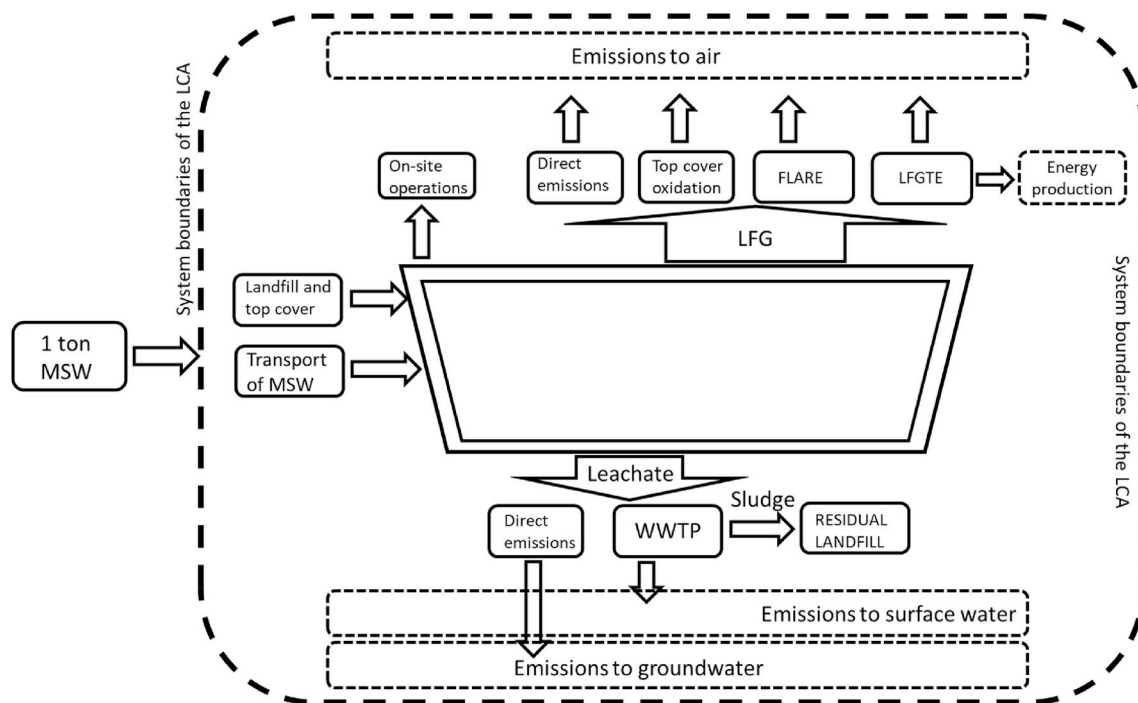 Emissions to air
System boundaries of the LCA
On-site
operations
Direct
emissions
Top cover
oxidation
FLARE
LFGTE
Energy
production
LFG
Landfill and
top cover
1 ton
MSW
Transport
of MSW
System boundaries of the LCA
Leachate
Sludge
Direct
emissions
WWTP
RESIDUAL
LANDFILL
Emissions to surface water
Emissions to groundwater